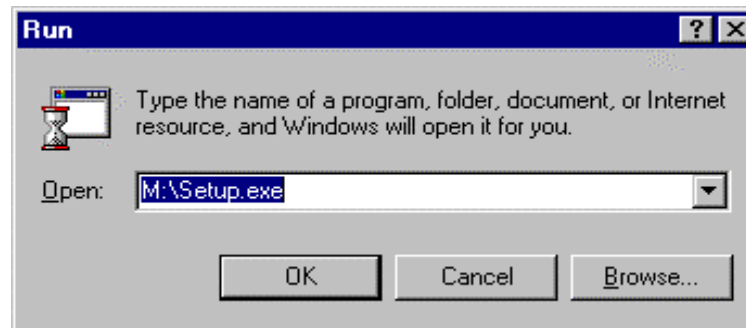 Run
Type the name of a program, folder, document, or Internet
resource, and Windows will open it for you.
Open: M:\Setup.exe
OK Cancel Browse...